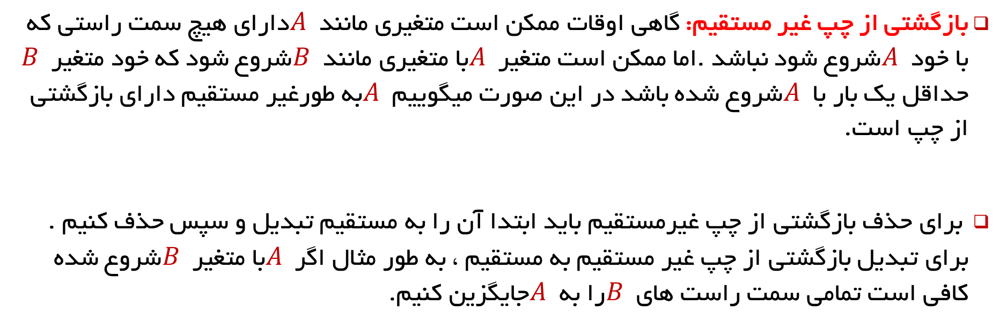 ❑ بازگشتی از چپ غیر مستقیم: گاهی اوقات ممکن است متغیری مانند A دارای هیچ سمت راستی که
با خود A شروع شود نباشد .اما ممکن است متغیر A با متغیری مانند B شروع شود که خود متغیر B
حداقل یک بار با A شروع شده باشد در این صورت میگوییم A به طورغیر مستقیم دارای بازگشتی
از چپ است.
❑ برای حذف بازگشتی از چپ غیرمستقیم باید ابتدا آن را به مستقیم تبدیل و سپس حذف کنیم .
برای تبدیل بازگشتی از چپ غیر مستقیم به مستقیم ، به طور مثال اگر A با متغیر B شروع شده
کافی است تمامی سمت راست های B را به A جایگزین کنیم.